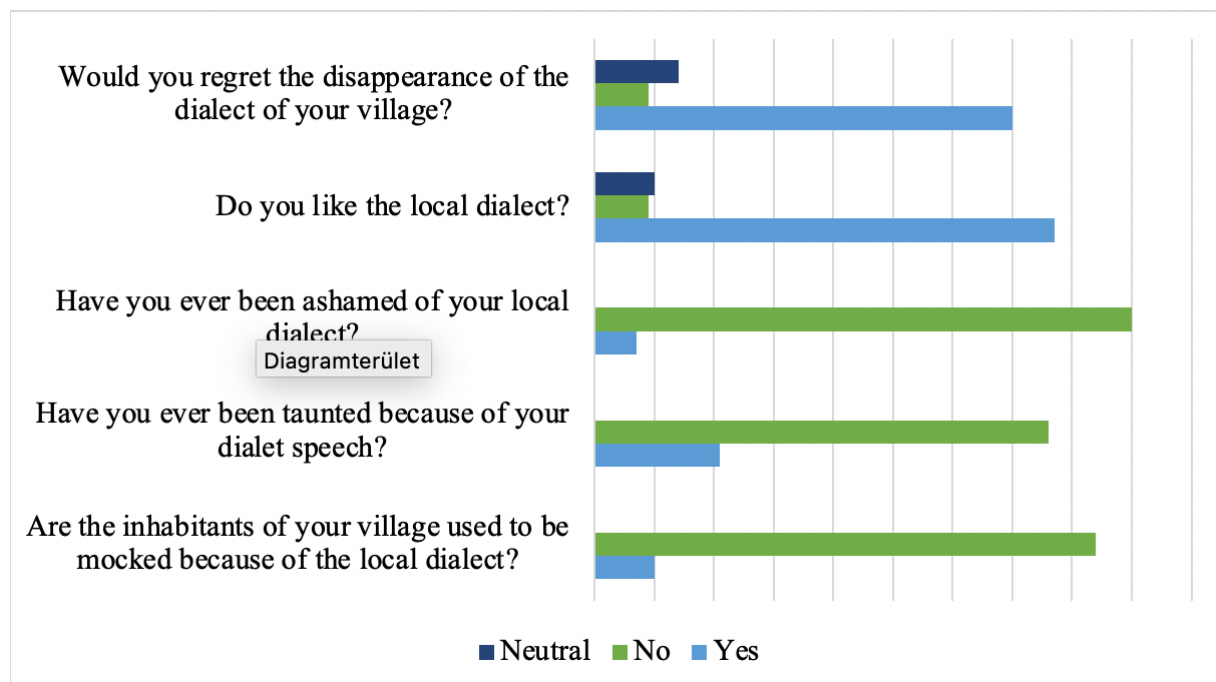 Would you regret the disappearance of the
dialect of your village?
Do you like the local dialect?
Have you ever been ashamed of your local
dialect?
Diagramterület
Have you ever been taunted because of your
dialet speech?
Are the inhabitants of your village used to be
mocked because of the local dialect?
Neutral No Yes